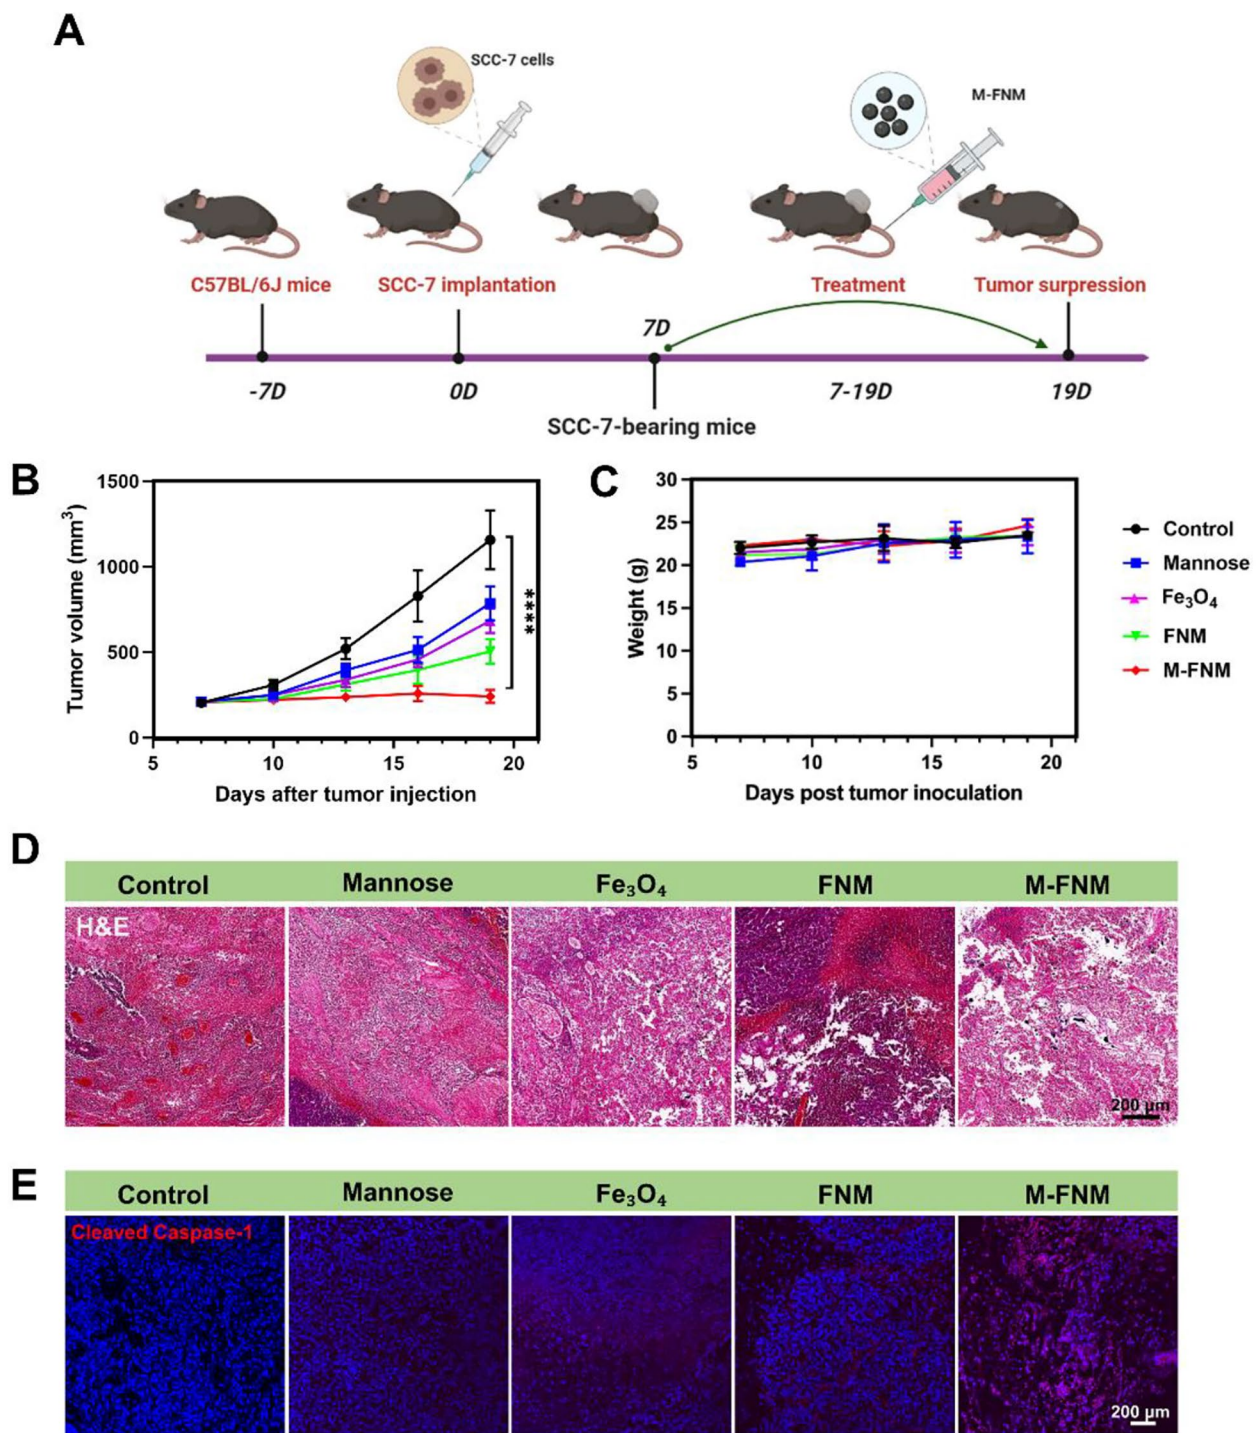 A
SCC-7 cells
M-FNM
C57BL/6J mice
SCC-7 implantation
Treatment
Tumor surpression
7D
-7D
0D
7-19D
19D
SCC-7-bearing mice
B
Tumor volume (mm³)
1500
1000
500
0
5
10
15
20
Days after tumor injection
****
C
Weight (g)
30
25
20
15
10
5
0
5
10
15
20
Days post tumor inoculation
Control
Mannose
Fe₃O₄
FNM
M-FNM
D
Control
Mannose
Fe₃O₄
FNM
M-FNM
H&E
200 μm
E
Control
Mannose
Fe₃O₄
FNM
M-FNM
Cleaved Caspase-1
200 μm